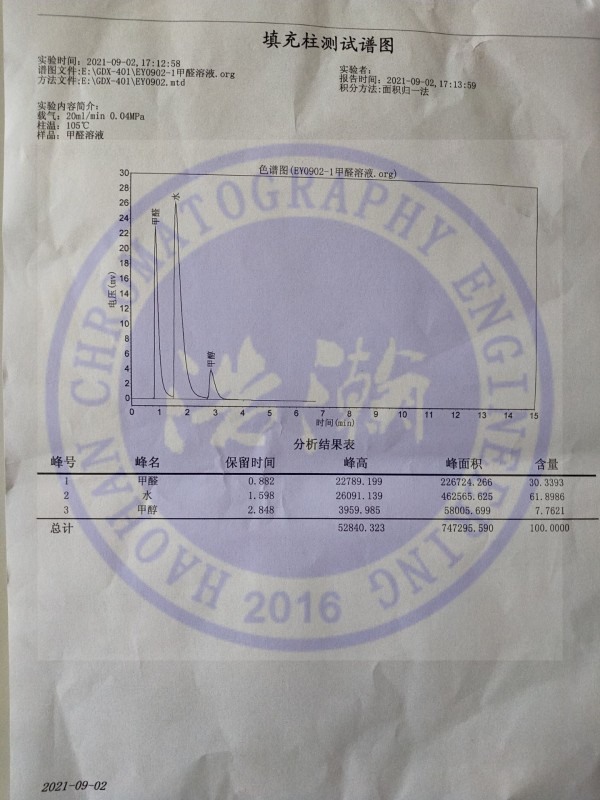 填充柱测试谱图
实验时间: 2021-09-02,17:12:58
谱图文件:E:\GDX-401\EY0902-1甲醛溶液.org
方法文件:E:\GDX-401\EY0902.mtd
实验者:
报告时间: 2021-09-02,17:13:59
积分方法:面积归一法
实验内容简介:
载气: 20ml/min 0.04MPa
柱温: 105℃
样品: 甲醛溶液
色谱图(EY0902-1甲醛溶液.org)
30
28
26
24
22
20
18
16
14
12
10
8
6
4
2
0
电压(mv)
甲醛
水
甲醇
0 1 2 3 4 5 6 7 8 9 10 11 12 13 14 15
时间(min)
分析结果表
峰号 峰名 保留时间 峰高 峰面积 含量
1 甲醛 0.882 22789.199 226724.266 30.3393
2 水 1.598 26091.139 462565.625 61.8986
3 甲醇 2.848 3959.985 58005.699 7.7621
总计 52840.323 747295.590 100.0000
HAOHAN CHROMATOGRAPHY ENGINEERING
浩瀚
2016
2021-09-02